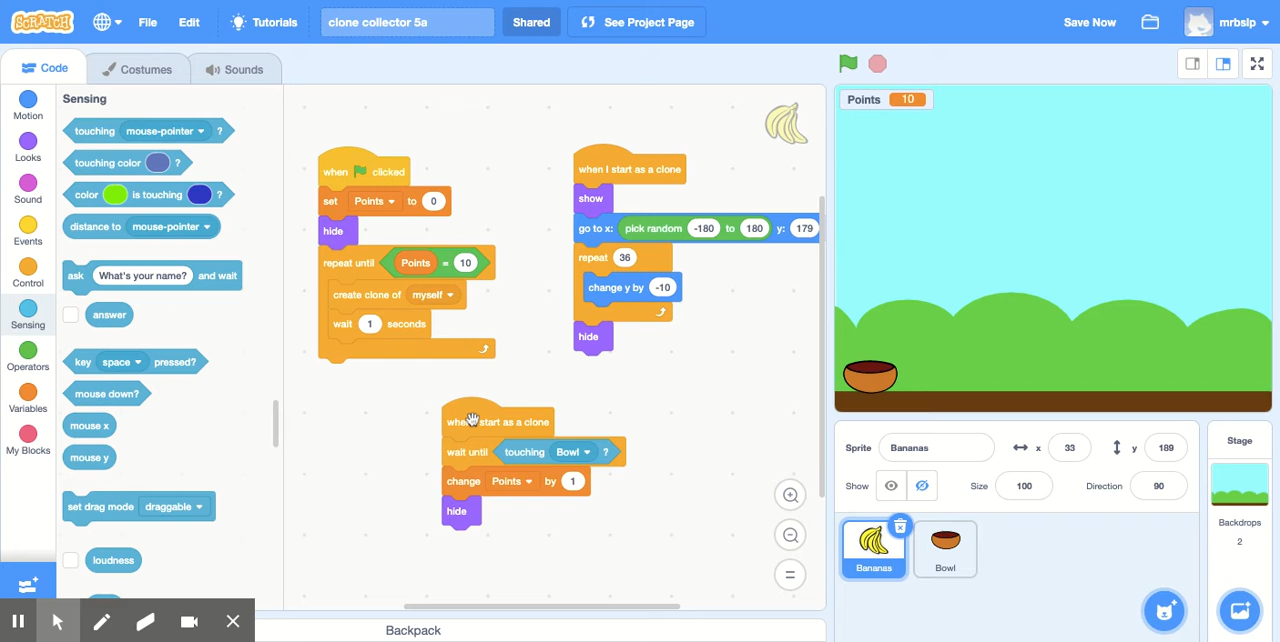 SCRATCH File Edit Tutorials clone collector 5a Shared See Project Page Save Now mrbslp
Code Costumes Sounds
Motion
Looks
Sound
Events
Control
Sensing
Operators
Variables
My Blocks
Sensing
touching mouse-pointer ?
touching color ?
color is touching ?
distance to mouse-pointer
ask What's your name? and wait
answer
key space pressed?
mouse down?
mouse x
mouse y
set drag mode draggable
loudness
when clicked
set Points to 0
hide
repeat until Points = 10
create clone of myself
wait 1 seconds
when I start as a clone
show
go to x: pick random -180 to 180 y: 179
repeat 36
change y by -10
hide
start as a clone
wait until touching Bowl ?
change Points by 1
hide
Backpack
Points 10
Sprite Bananas x 33 y 189
Show Size 100 Direction 90
Bananas Bowl
Stage
Backdrops
2